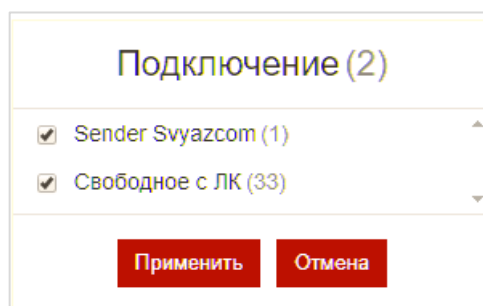 Подключение (2)
Sender Svyazcom (1)
Свободное с ЛК (33)
Применить Отмена